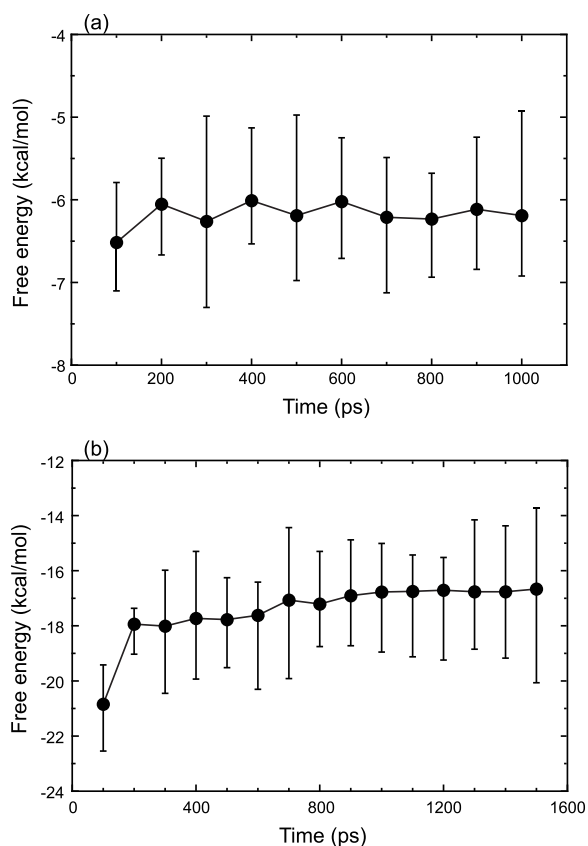 (a)
Free energy (kcal/mol)
-4
-5
-6
-7
-8
0 200 400 600 800 1000
Time (ps)
(b)
Free energy (kcal/mol)
-12
-14
-16
-18
-20
-22
-24
0 400 800 1200 1600
Time (ps)